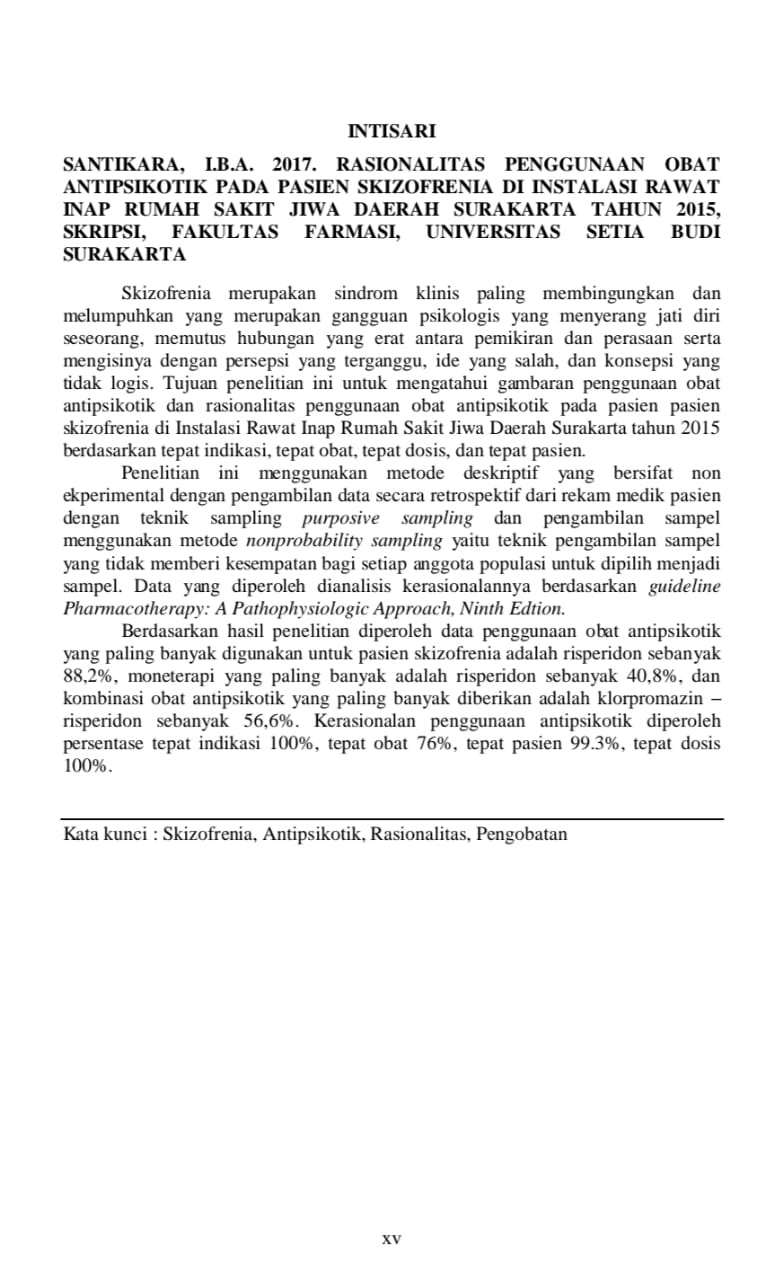 INTISARI
SANTIKARA, I.B.A. 2017. RASIONALITAS PENGGUNAAN OBAT
ANTIPSIKOTIK PADA PASIEN SKIZOFRENIA DI INSTALASI RAWAT
INAP RUMAH SAKIT JIWA DAERAH SURAKARTA TAHUN 2015,
SKRIPSI, FAKULTAS FARMASI, UNIVERSITAS SETIA BUDI
SURAKARTA
Skizofrenia merupakan sindrom klinis paling membingungkan dan
melumpuhkan yang merupakan gangguan psikologis yang menyerang jati diri
seseorang, memutus hubungan yang erat antara pemikiran dan perasaan serta
mengisinya dengan persepsi yang terganggu, ide yang salah, dan konsepsi yang
tidak logis. Tujuan penelitian ini untuk mengatahui gambaran penggunaan obat
antipsikotik dan rasionalitas penggunaan obat antipsikotik pada pasien pasien
skizofrenia di Instalasi Rawat Inap Rumah Sakit Jiwa Daerah Surakarta tahun 2015
berdasarkan tepat indikasi, tepat obat, tepat dosis, dan tepat pasien.
Penelitian ini menggunakan metode deskriptif yang bersifat non
ekperimental dengan pengambilan data secara retrospektif dari rekam medik pasien
dengan teknik sampling purposive sampling dan pengambilan sampel
menggunakan metode nonprobability sampling yaitu teknik pengambilan sampel
yang tidak memberi kesempatan bagi setiap anggota populasi untuk dipilih menjadi
sampel. Data yang diperoleh dianalisis kerasionalannya berdasarkan guideline
Pharmacotherapy: A Pathophysiologic Approach, Ninth Edtion.
Berdasarkan hasil penelitian diperoleh data penggunaan obat antipsikotik
yang paling banyak digunakan untuk pasien skizofrenia adalah risperidon sebanyak
88,2%, moneterapi yang paling banyak adalah risperidon sebanyak 40,8%, dan
kombinasi obat antipsikotik yang paling banyak diberikan adalah klorpromazin –
risperidon sebanyak 56,6%. Kerasionalan penggunaan antipsikotik diperoleh
persentase tepat indikasi 100%, tepat obat 76%, tepat pasien 99.3%, tepat dosis
100%.
Kata kunci : Skizofrenia, Antipsikotik, Rasionalitas, Pengobatan
xv